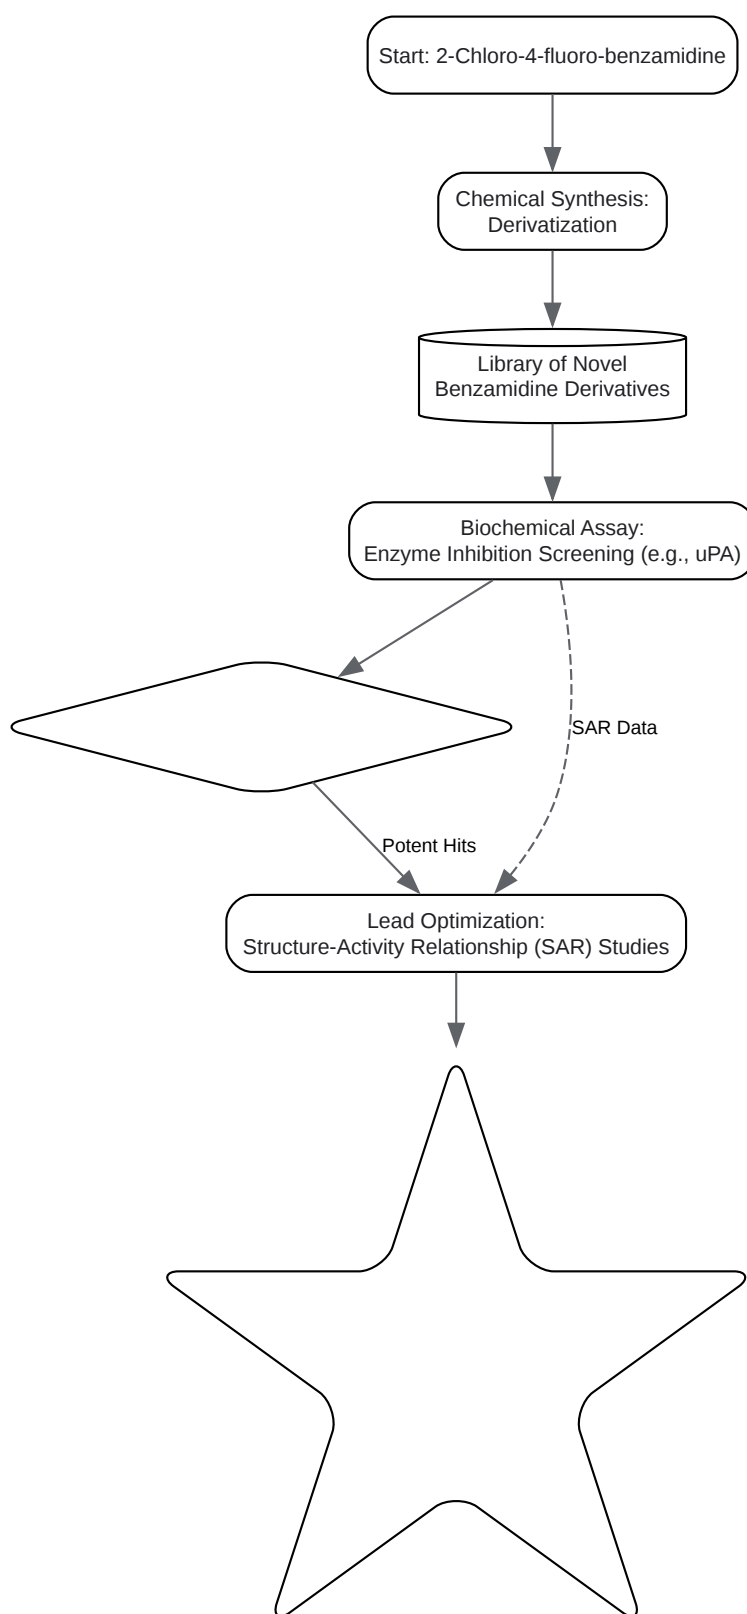 Start: 2-Chloro-4-fluoro-benzamidine
Chemical Synthesis:
Derivatization
Library of Novel
Benzamidine Derivatives
Biochemical Assay:
Enzyme Inhibition Screening (e.g., uPA)
SAR Data
Potent Hits
Lead Optimization:
Structure-Activity Relationship (SAR) Studies